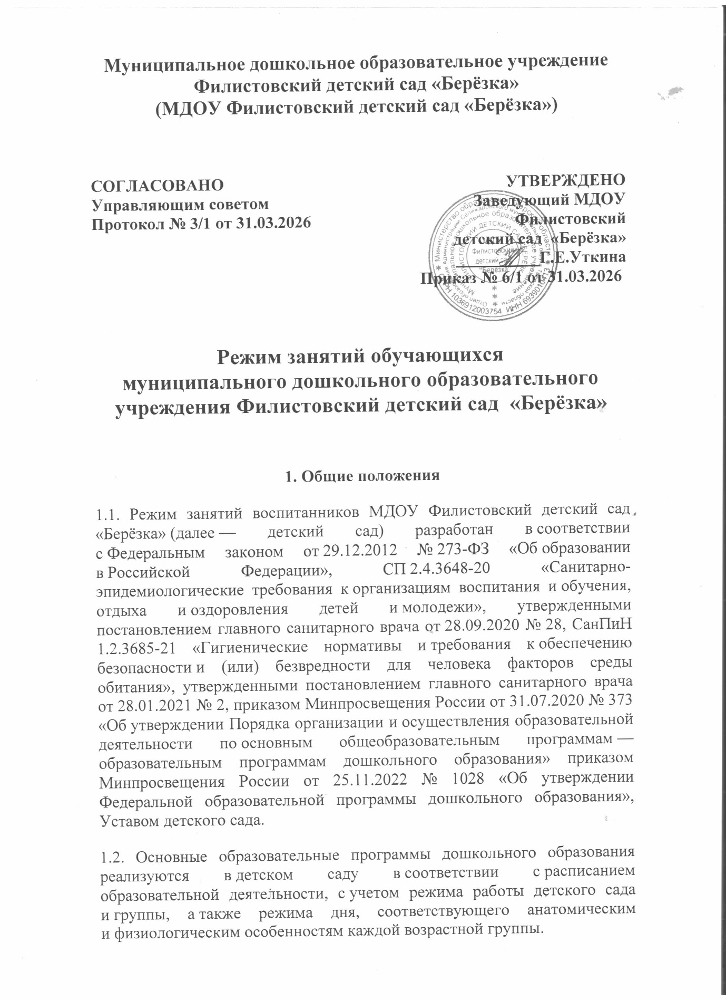 Муниципальное дошкольное образовательное учреждение
Филистовский детский сад «Берёзка»
(МДОУ Филистовский детский сад «Берёзка»)
СОГЛАСОВАНО
Управляющим советом
Протокол № 3/1 от 31.03.2026
УТВЕРЖДЕНО
Заведующий МДОУ
Филистовский
детский сад «Берёзка»
Г.Е.Уткина
Приказ № 6/1 от 31.03.2026
Филистовский
детский сад
"Берёзка"
ОГРН 1036912003754 ИНН 6939010413
Режим занятий обучающихся
муниципального дошкольного образовательного
учреждения Филистовский детский сад «Берёзка»
1. Общие положения
1.1. Режим занятий воспитанников МДОУ Филистовский детский сад
«Берёзка» (далее — детский сад) разработан в соответствии
с Федеральным законом от 29.12.2012 № 273-ФЗ «Об образовании
в Российской Федерации», СП 2.4.3648-20 «Санитарно-
эпидемиологические требования к организациям воспитания и обучения,
отдыха и оздоровления детей и молодежи», утвержденными
постановлением главного санитарного врача от 28.09.2020 № 28, СанПиН
1.2.3685-21 «Гигиенические нормативы и требования к обеспечению
безопасности и (или) безвредности для человека факторов среды
обитания», утвержденными постановлением главного санитарного врача
от 28.01.2021 № 2, приказом Минпросвещения России от 31.07.2020 № 373
«Об утверждении Порядка организации и осуществления образовательной
деятельности по основным общеобразовательным программам —
образовательным программам дошкольного образования» приказом
Минпросвещения России от 25.11.2022 № 1028 «Об утверждении
Федеральной образовательной программы дошкольного образования»,
Уставом детского сада.
1.2. Основные образовательные программы дошкольного образования
реализуются в детском саду в соответствии с расписанием
образовательной деятельности, с учетом режима работы детского сада
и группы, а также режима дня, соответствующего анатомическим
и физиологическим особенностям каждой возрастной группы.